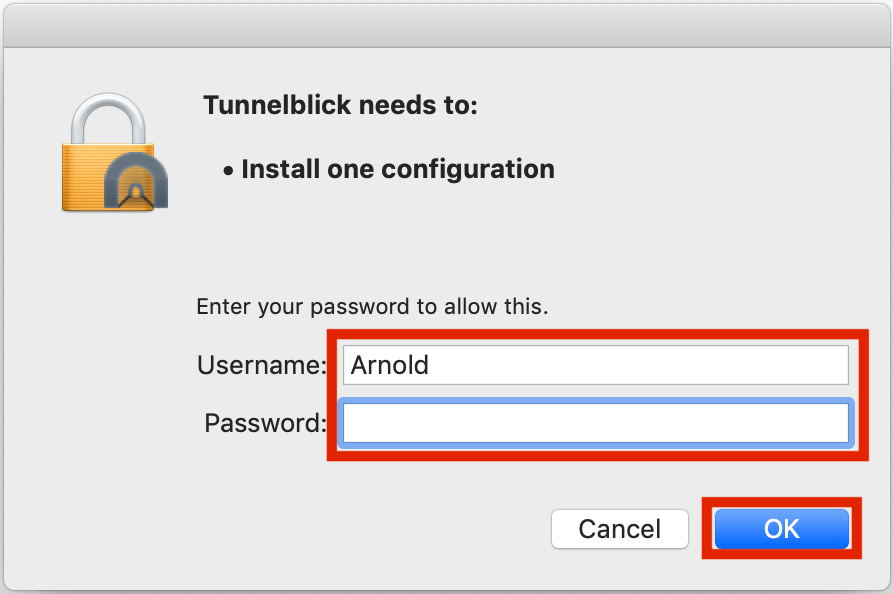 Tunnelblick needs to:
• Install one configuration
Enter your password to allow this.
Username: Arnold
Password:
Cancel OK